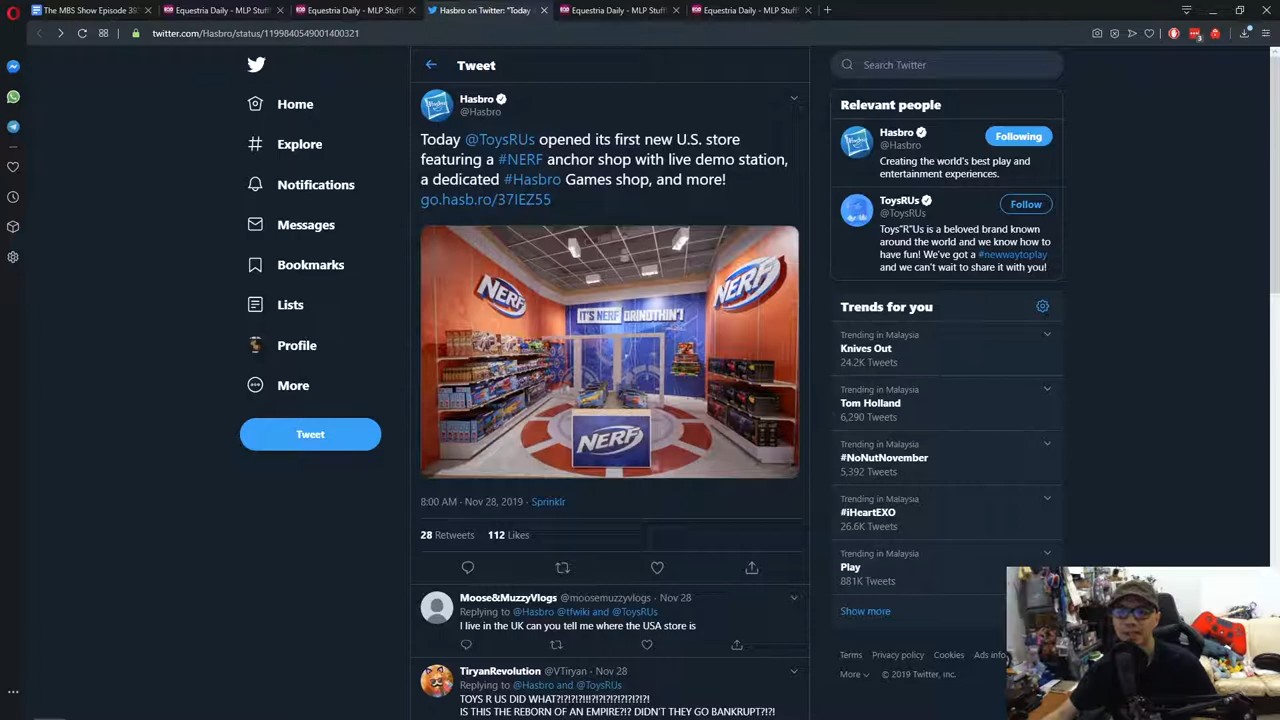 The MBS Show Episode 39
Equestria Daily - MLP Stuff!
Equestria Daily - MLP Stuff!
Hasbro on Twitter: "Today
Equestria Daily - MLP Stuff!
Equestria Daily - MLP Stuff!
twitter.com/Hasbro/status/1199840549001400321
Home
Explore
Notifications
Messages
Bookmarks
Lists
Profile
More
Tweet
Tweet
Hasbro
@Hasbro
Today @ToysRUs opened its first new U.S. store
featuring a #NERF anchor shop with live demo station,
a dedicated #Hasbro Games shop, and more!
go.hasb.ro/37IEZ55
NERF
NERF
IT'S NERF OR NOTHIN'!
NERF
8:00 AM · Nov 28, 2019 · Sprinklr
28 Retweets 112 Likes
Moose&MuzzyVlogs @moosemuzzyvlogs · Nov 28
Replying to @Hasbro @tfwiki and @ToysRUs
I live in the UK can you tell me where the USA store is
TiryanRevolution @VTiryan · Nov 28
Replying to @Hasbro and @ToysRUs
TOYS R US DID WHAT?!?!?!!!?!?!?!?!?!?!?!
IS THIS THE REBORN OF AN EMPIRE?!? DIDN'T THEY GO BANKRUPT?!?!
Search Twitter
Relevant people
Hasbro
@Hasbro
Following
Creating the world's best play and
entertainment experiences.
ToysRUs
@ToysRUs
Follow
Toys"R"Us is a beloved brand known
around the world and we know how to
have fun! We've got a #newwaytoplay
and we can't wait to share it with you!
Trends for you
Trending in Malaysia
Knives Out
24.2K Tweets
Trending in Malaysia
Tom Holland
6,290 Tweets
Trending in Malaysia
#NoNutNovember
5,392 Tweets
Trending in Malaysia
#iHeartEXO
26.6K Tweets
Trending in Malaysia
Play
881K Tweets
Show more
Terms Privacy policy Cookies Ads info
More © 2019 Twitter, Inc.